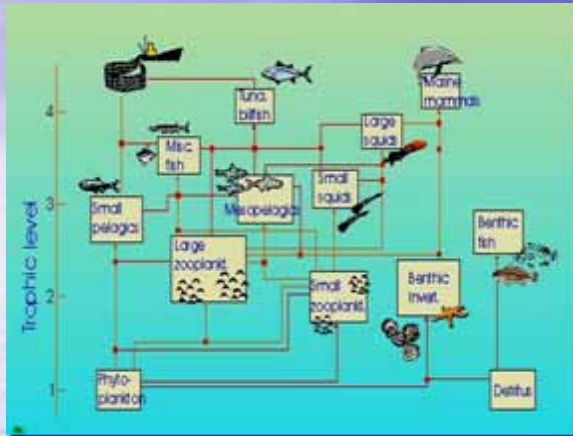 Trophic level
4
3
2
1
Tuna,
billfish
Marine
mammals
Misc.
fish
Large
squids
Small
squids
Mesopelagics
Small
pelagics
Large
zooplankt.
Small
zooplankt.
Benthic
fish
Benthic
invert.
Phyto-
plankton
Detritus